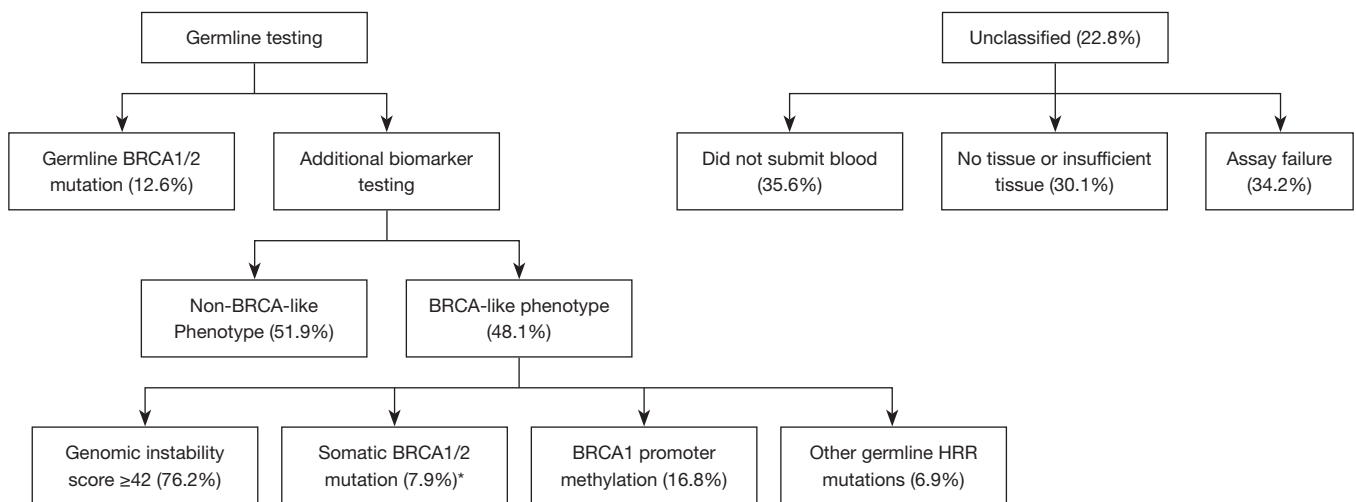 Germline testing
Unclassified (22.8%)
Germline BRCA1/2
mutation (12.6%)
Additional biomarker
testing
Did not submit blood
(35.6%)
No tissue or insufficient
tissue (30.1%)
Assay failure
(34.2%)
Non-BRCA-like
Phenotype (51.9%)
BRCA-like phenotype
(48.1%)
Genomic instability
score ≥42 (76.2%)
Somatic BRCA1/2
mutation (7.9%)*
BRCA1 promoter
methylation (16.8%)
Other germline HRR
mutations (6.9%)